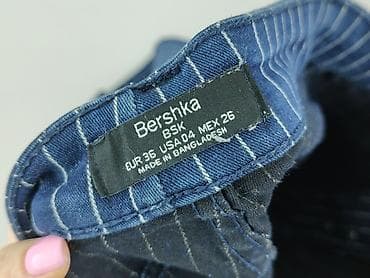 Bershka
BSK
EUR 36 USA 04 MEX 26
MADE IN BANGLADESH